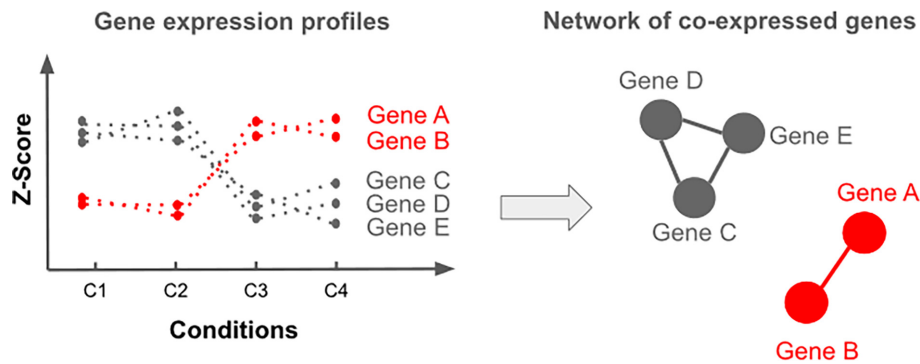 Gene expression profiles
Z-Score
Gene A
Gene B
Gene C
Gene D
Gene E
C1 C2 C3 C4
Conditions
Network of co-expressed genes
Gene D
Gene E
Gene C
Gene A
Gene B